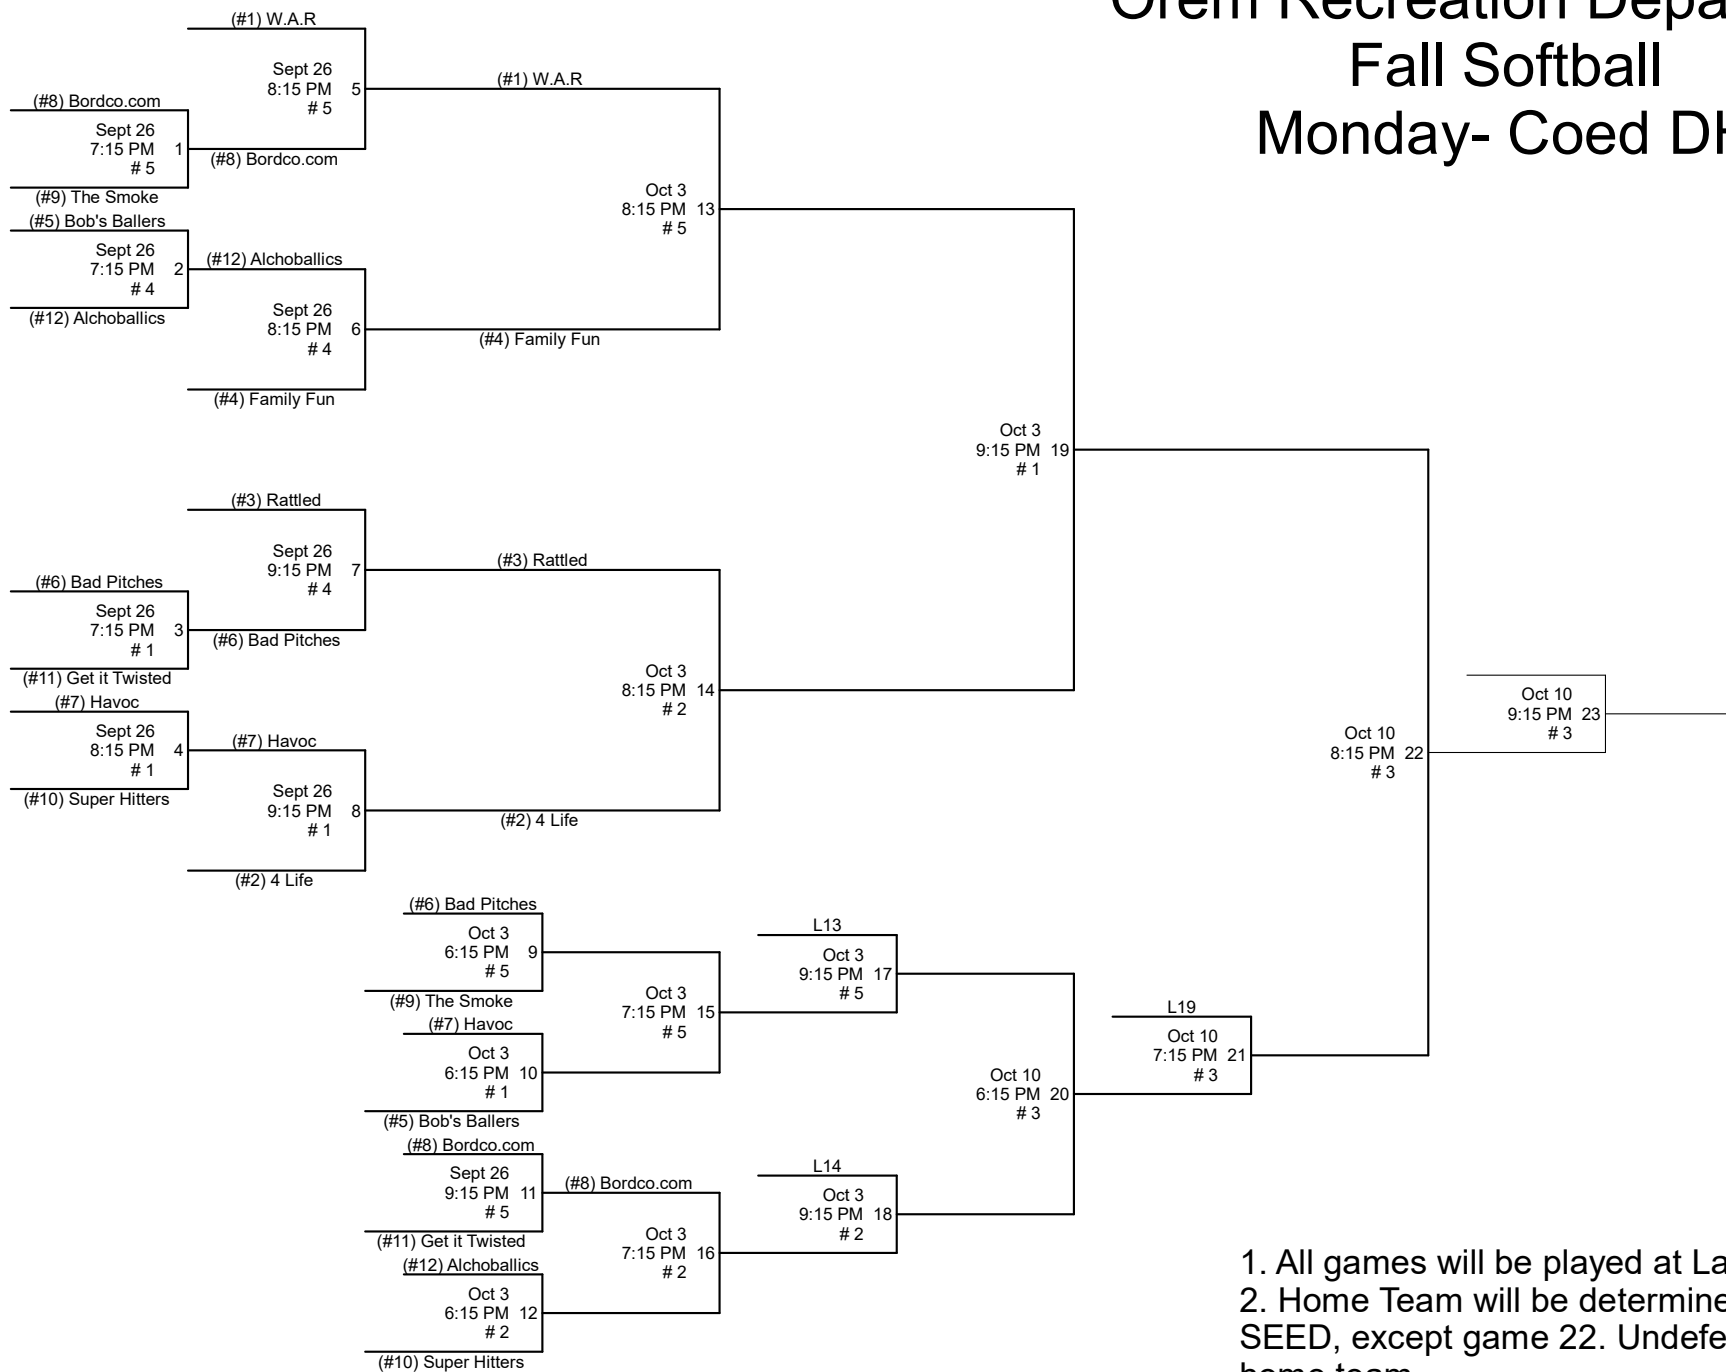 Fall Softball
Monday- Coed
(#1) W.A.R
Sept 26
8:15 PM 5
# 5
(#1) W.A.R
(#8) Bordco.com
Sept 26
7:15 PM 1
# 5
(#8) Bordco.com
(#9) The Smoke
(#5) Bob's Ballers
Oct 3
8:15 PM 13
# 5
Sept 26
7:15 PM 2
# 4
(#12) Alchoballics
(#12) Alchoballics
Sept 26
8:15 PM 6
# 4
(#4) Family Fun
(#4) Family Fun
Oct 3
9:15 PM 19
# 1
(#3) Rattled
Sept 26
9:15 PM 7
# 4
(#3) Rattled
(#6) Bad Pitches
Sept 26
7:15 PM 3
# 1
(#6) Bad Pitches
(#11) Get it Twisted
(#7) Havoc
Oct 3
8:15 PM 14
# 2
Sept 26
8:15 PM 4
# 1
(#7) Havoc
(#10) Super Hitters
Sept 26
9:15 PM 8
# 1
(#2) 4 Life
(#2) 4 Life
Oct 10
8:15 PM 22
# 3
Oct 10
9:15 PM 23
# 3
(#6) Bad Pitches
Oct 3
6:15 PM 9
# 5
(#9) The Smoke
(#7) Havoc
Oct 3
6:15 PM 10
# 1
(#5) Bob's Ballers
Oct 3
7:15 PM 15
# 5
L13
Oct 3
9:15 PM 17
# 5
L19
Oct 10
7:15 PM 21
# 3
Oct 10
6:15 PM 20
# 3
(#8) Bordco.com
Sept 26
9:15 PM 11
# 5
(#8) Bordco.com
(#11) Get it Twisted
(#12) Alchoballics
Oct 3
6:15 PM 12
# 2
(#10) Super Hitters
Oct 3
7:15 PM 16
# 2
L14
Oct 3
9:15 PM 18
# 2
1. All games will be played at
2. Home Team will be
SEED, except game 22.
home team